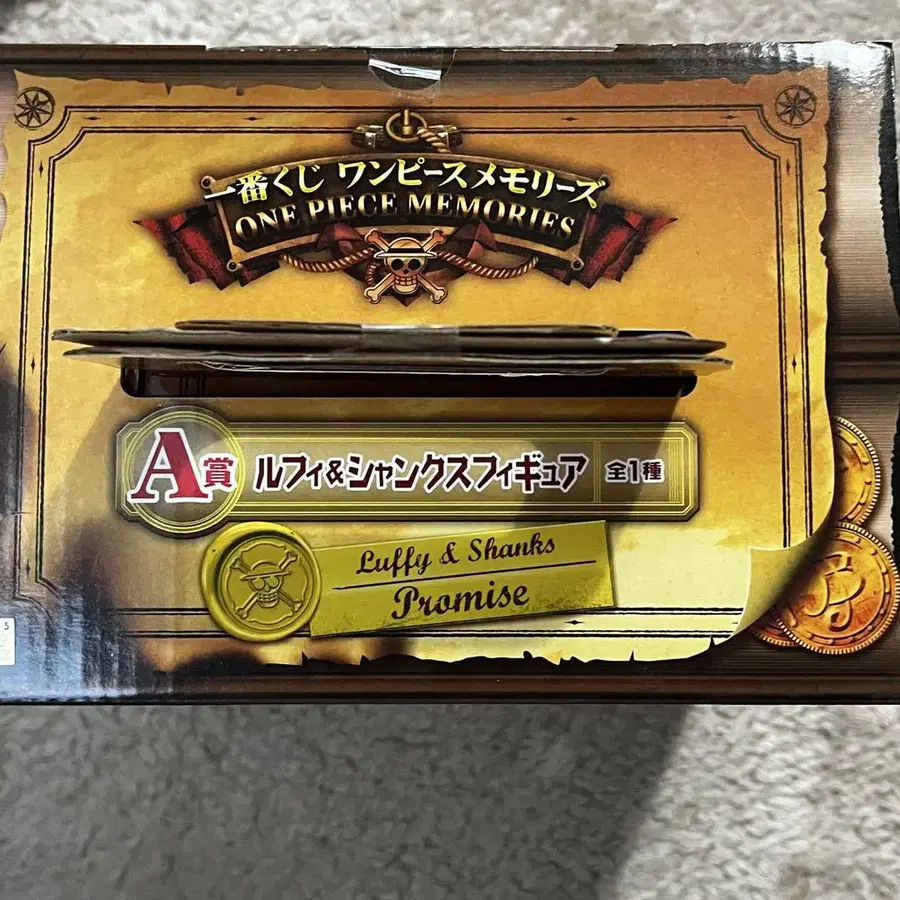 一番くじ ワンピースメモリーズ
ONE PIECE MEMORIES
A賞 ルフィ&シャンクスフィギュア 全1種
Luffy & Shanks
Promise